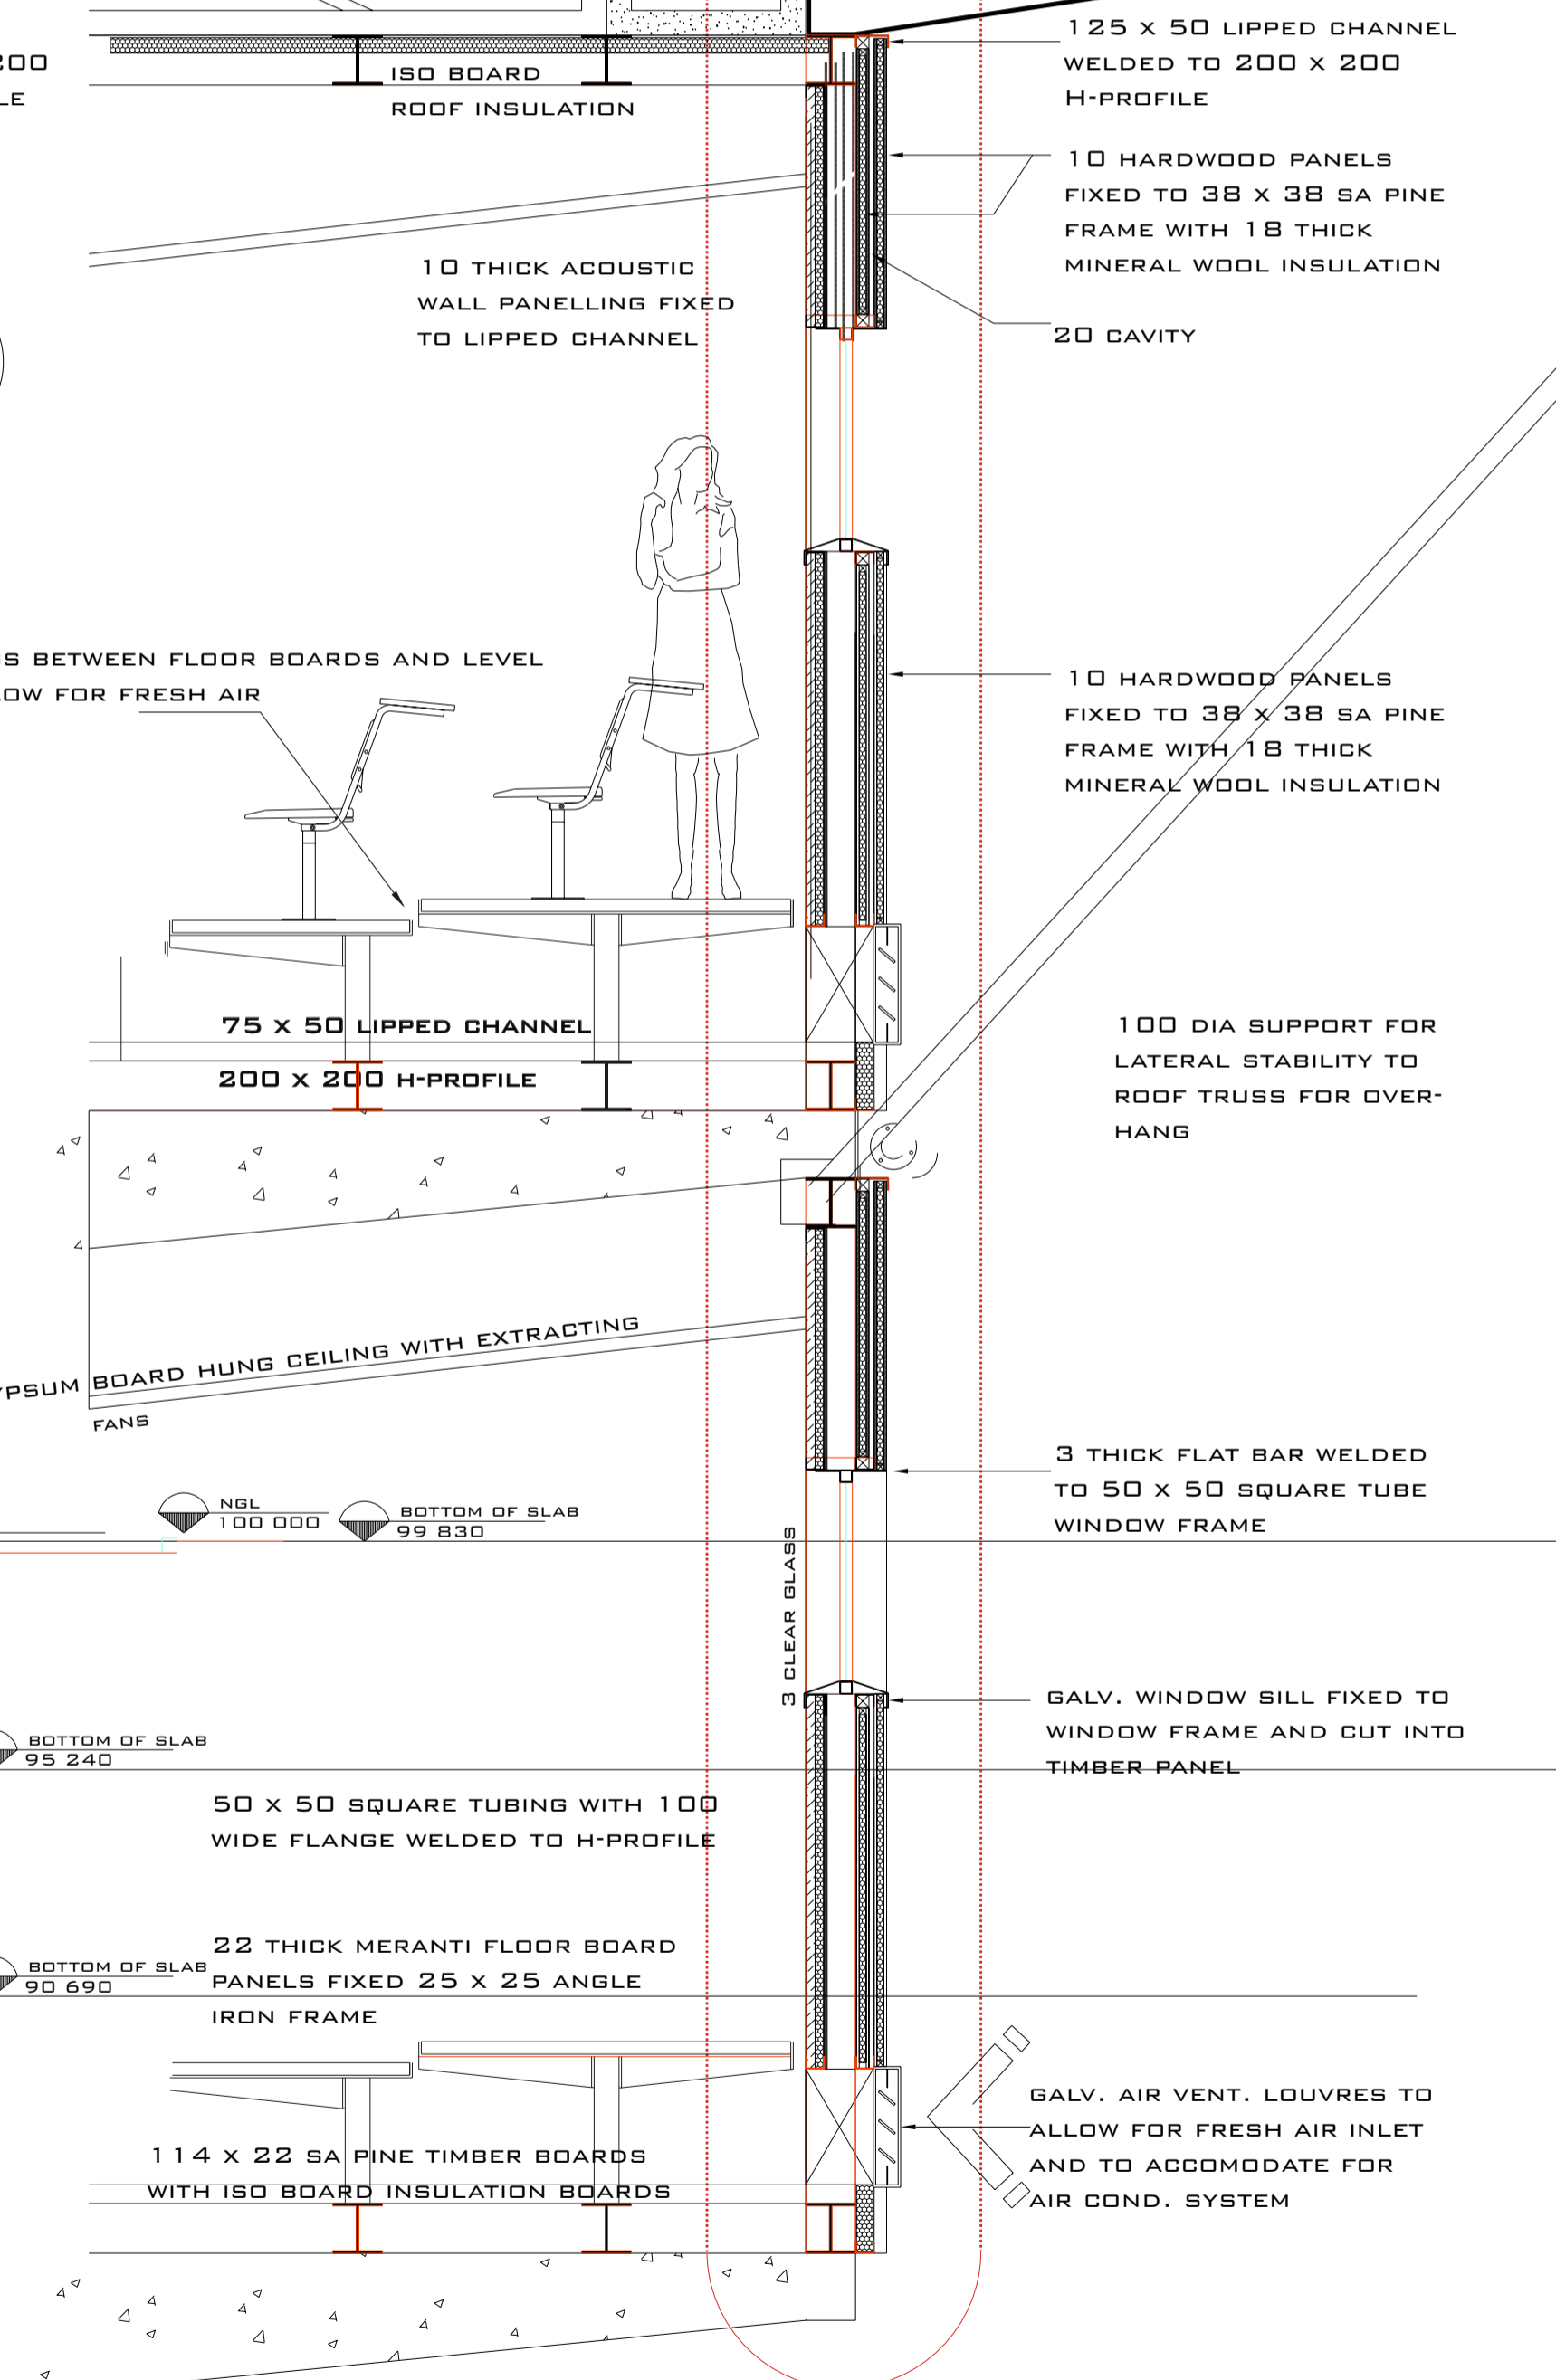 125 X 50 LIPPED CHANNEL
WELDED TO 200 X 200
H-PROFILE
200
ISO BOARD
ROOF INSULATION
10 HARDWOOD PANELS
FIXED TO 38 X 38 SA PINE
FRAME WITH 18 THICK
MINERAL WOOL INSULATION
10 THICK ACOUSTIC
WALL PANELLING FIXED
TO LIPPED CHANNEL
20 CAVITY
BETWEEN FLOOR BOARDS AND LEVEL
FOR FRESH AIR
10 HARDWOOD PANELS
FIXED TO 38 X 38 SA PINE
FRAME WITH 18 THICK
MINERAL WOOL INSULATION
75 X 50 LIPPED CHANNEL
200 X 200 H-PROFILE
100 DIA SUPPORT FOR
LATERAL STABILITY TO
ROOF TRUSS FOR OVER-
HANG
YPSUM BOARD HUNG CEILING WITH EXTRACTING
FANS
3 THICK FLAT BAR WELDED
TO 50 X 50 SQUARE TUBE
WINDOW FRAME
NGL
100 000
BOTTOM OF SLAB
99 830
3 CLEAR GLASS
GALV. WINDOW SILL FIXED TO
WINDOW FRAME AND CUT INTO
TIMBER PANEL
BOTTOM OF SLAB
95 240
50 X 50 SQUARE TUBING WITH 100
WIDE FLANGE WELDED TO H-PROFILE
22 THICK MERANTI FLOOR BOARD
PANELS FIXED 25 X 25 ANGLE
IRON FRAME
BOTTOM OF SLAB
90 690
GALV. AIR VENT. LOUVRES TO
ALLOW FOR FRESH AIR INLET
AND TO ACCOMODATE FOR
AIR COND. SYSTEM
114 X 22 SA PINE TIMBER BOARDS
WITH ISO BOARD INSULATION BOARDS